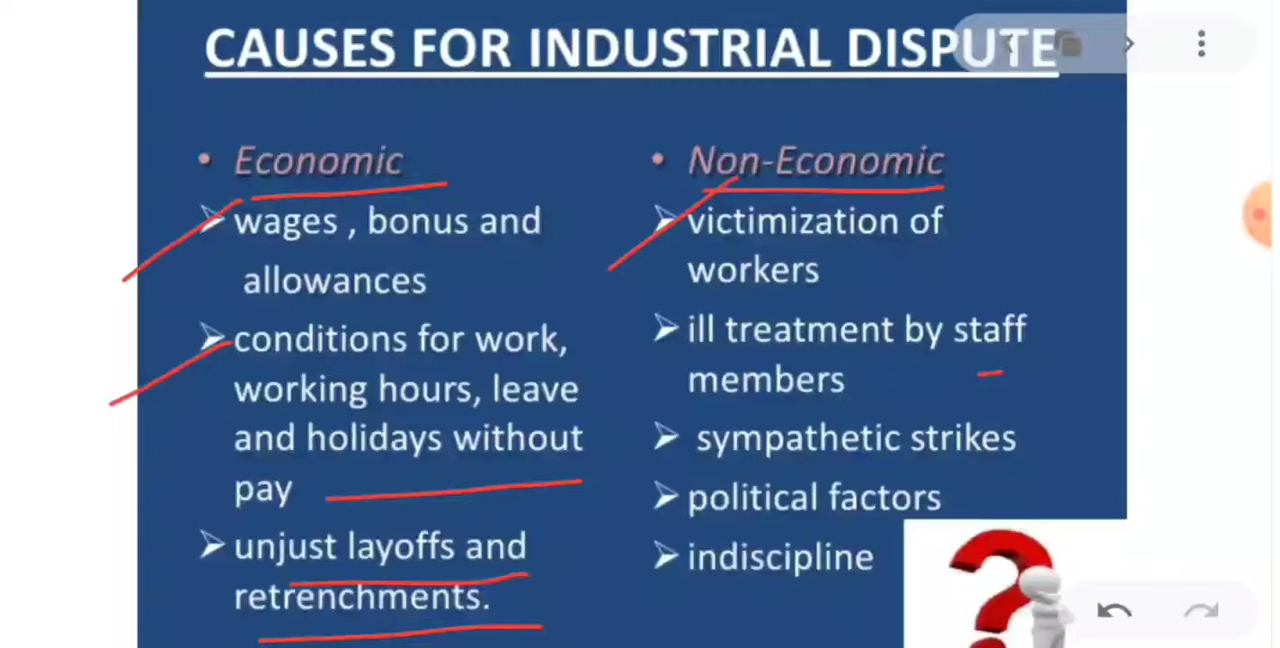 CAUSES FOR INDUSTRIAL DISPUTE
• Economic
➢ wages , bonus and
allowances
➢ conditions for work,
working hours, leave
and holidays without
pay
➢ unjust layoffs and
retrenchments.
• Non-Economic
➢ victimization of
workers
➢ ill treatment by staff
members
➢ sympathetic strikes
➢ political factors
➢ indiscipline